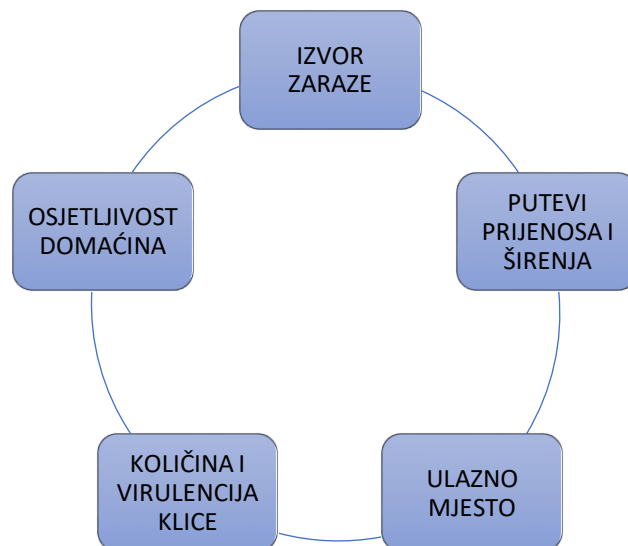 IZVOR
ZARAZE
PUTEVI
PRIJENOSA I
ŠIRENJA
ULAZNO
MJESTO
KOLIČINA I
VIRULENCIJA
KLICE
OSJETLJIVOST
DOMAĆINA